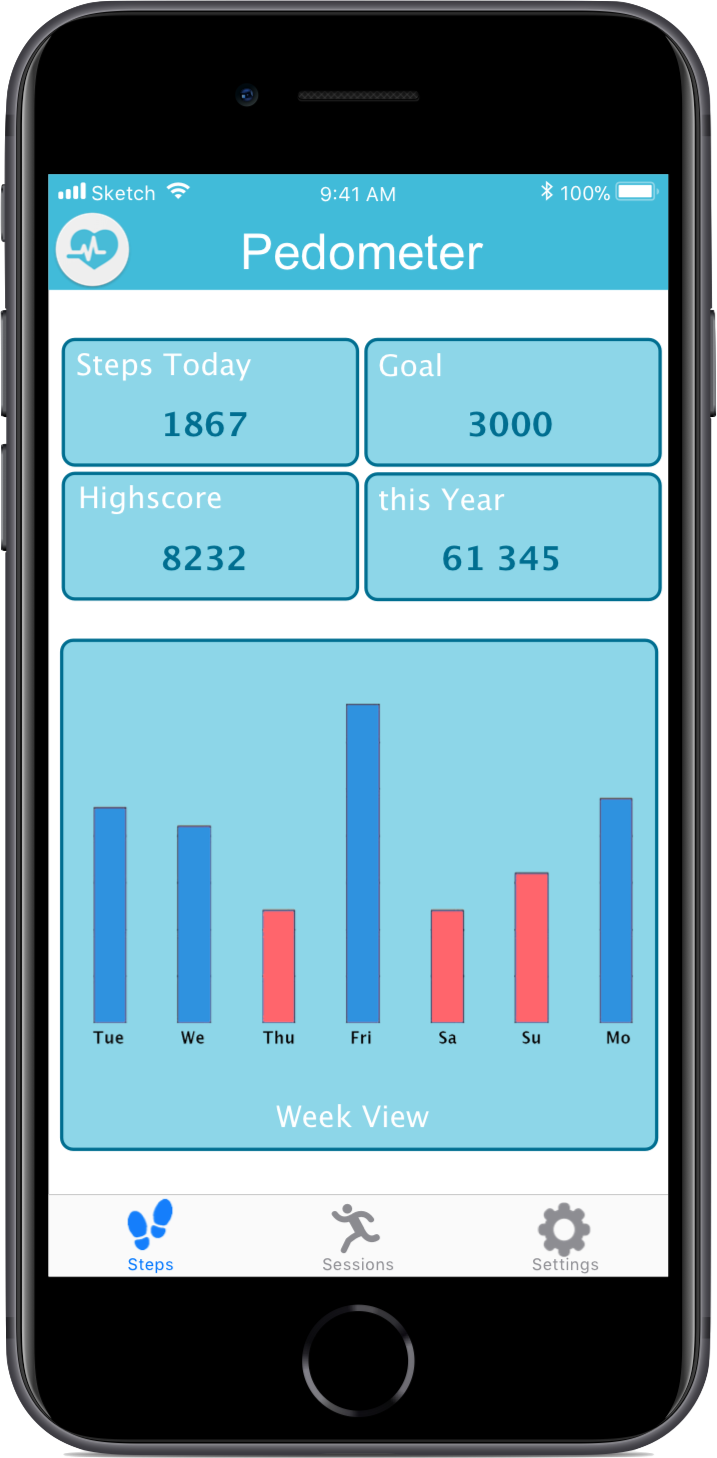 Sketch 9:41 AM 100%
Pedometer
Steps Today
1867
Goal
3000
Highscore
8232
this Year
61 345
Tue We Thu Fri Sa Su Mo
Week View
Steps Sessions Settings